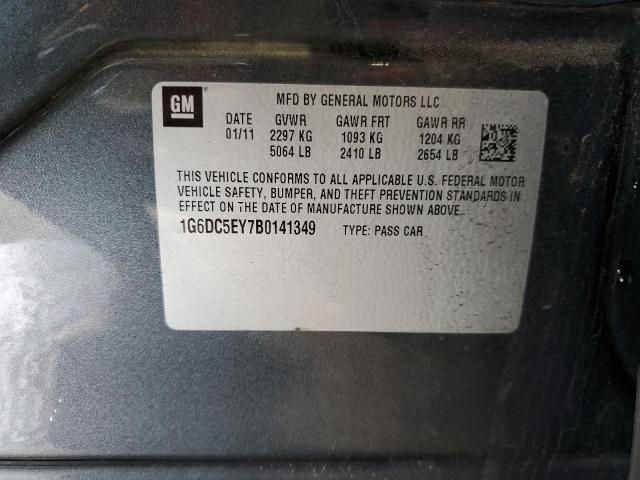 GM
MFD BY GENERAL MOTORS LLC
DATE GVWR GAWR FRT GAWR RR
01/11 2297 KG 1093 KG 1204 KG
5064 LB 2410 LB 2654 LB
THIS VEHICLE CONFORMS TO ALL APPLICABLE U.S. FEDERAL MOTOR
VEHICLE SAFETY, BUMPER, AND THEFT PREVENTION STANDARDS IN
EFFECT ON THE DATE OF MANUFACTURE SHOWN ABOVE.
1G6DC5EY7B0141349 TYPE: PASS CAR